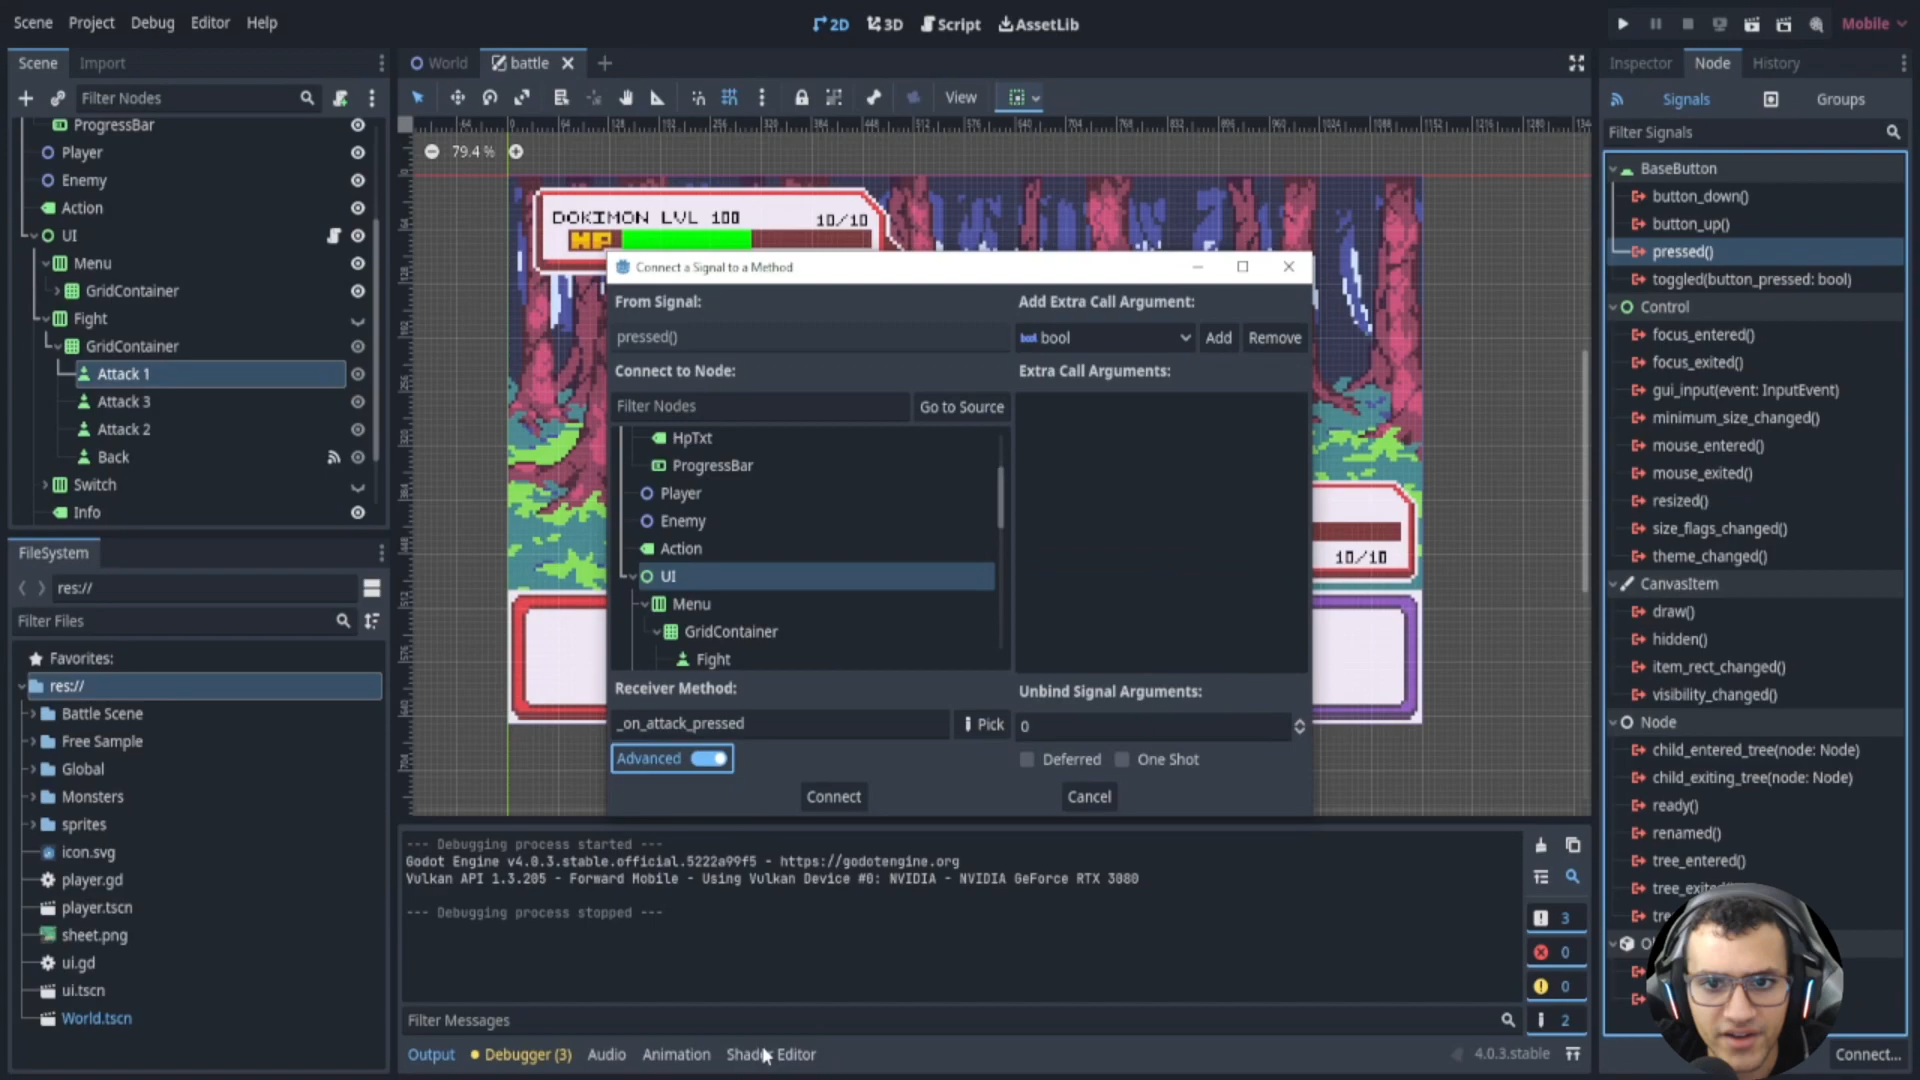 Scene Project Debug Editor Help
2D 3D Script AssetLib
Mobile
Scene Import
World battle
Inspector Node History
Filter Nodes
View
Signals Groups
Filter Signals
79.4 %
ProgressBar
Player
Enemy
Action
UI
Menu
GridContainer
Fight
GridContainer
Attack 1
Attack 3
Attack 2
Back
Switch
Info
FileSystem
res://
Filter Files
Favorites:
res://
Battle Scene
Free Sample
Global
Monsters
sprites
icon.svg
player.gd
player.tscn
sheet.png
ui.gd
ui.tscn
World.tscn
DOKIMON LVL 100 10/10
HP
10/10
Connect a Signal to a Method
From Signal:
pressed()
Connect to Node:
Filter Nodes Go to Source
HpTxt
ProgressBar
Player
Enemy
Action
UI
Menu
GridContainer
Fight
Receiver Method:
_on_attack_pressed Pick
Advanced
Add Extra Call Argument:
bool Add Remove
Extra Call Arguments:
Unbind Signal Arguments:
0
Deferred One Shot
Connect Cancel
--- Debugging process started ---
Godot Engine v4.0.3.stable.official.5222a99f5 - https://godotengine.org
Vulkan API 1.3.205 - Forward Mobile - Using Vulkan Device #0: NVIDIA - NVIDIA GeForce RTX 3080
--- Debugging process stopped ---
3
0
0
2
Filter Messages
Output Debugger (3) Audio Animation Shader Editor
4.0.3.stable
BaseButton
button_down()
button_up()
pressed()
toggled(button_pressed: bool)
Control
focus_entered()
focus_exited()
gui_input(event: InputEvent)
minimum_size_changed()
mouse_entered()
mouse_exited()
resized()
size_flags_changed()
theme_changed()
CanvasItem
draw()
hidden()
item_rect_changed()
visibility_changed()
Node
child_entered_tree(node: Node)
child_exiting_tree(node: Node)
ready()
renamed()
tree_entered()
Connect...